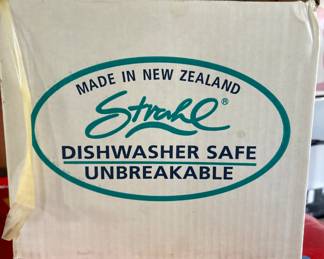 MADE IN NEW ZEALAND
Strahl®
DISHWASHER SAFE
UNBREAKABLE